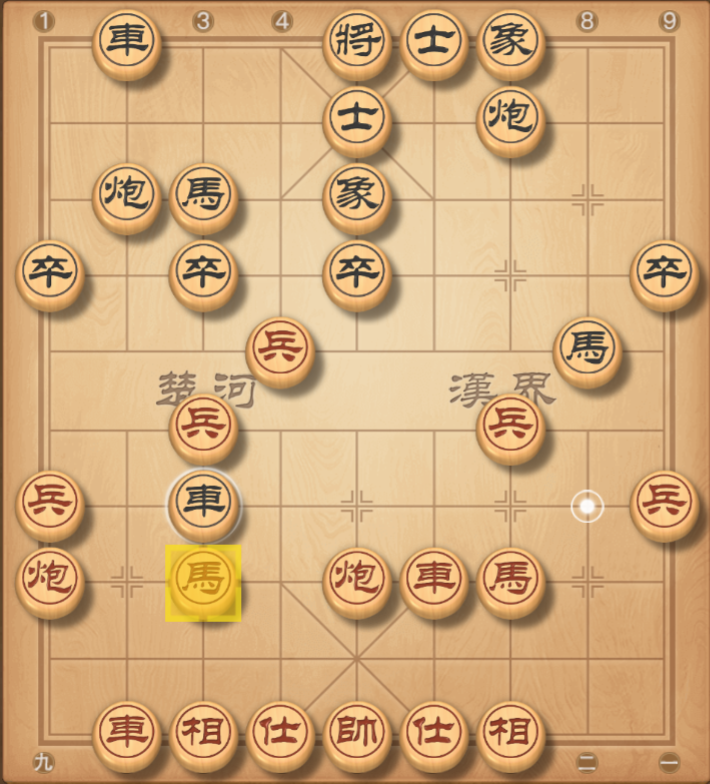 1 3 4 8 9
車 將 士 象
士 炮
炮 馬 象
卒 卒 卒 卒
兵 馬
楚河 漢界
兵 兵
兵 車 兵
炮 馬 炮 車 馬
車 相 仕 帥 仕 相
九 二 一